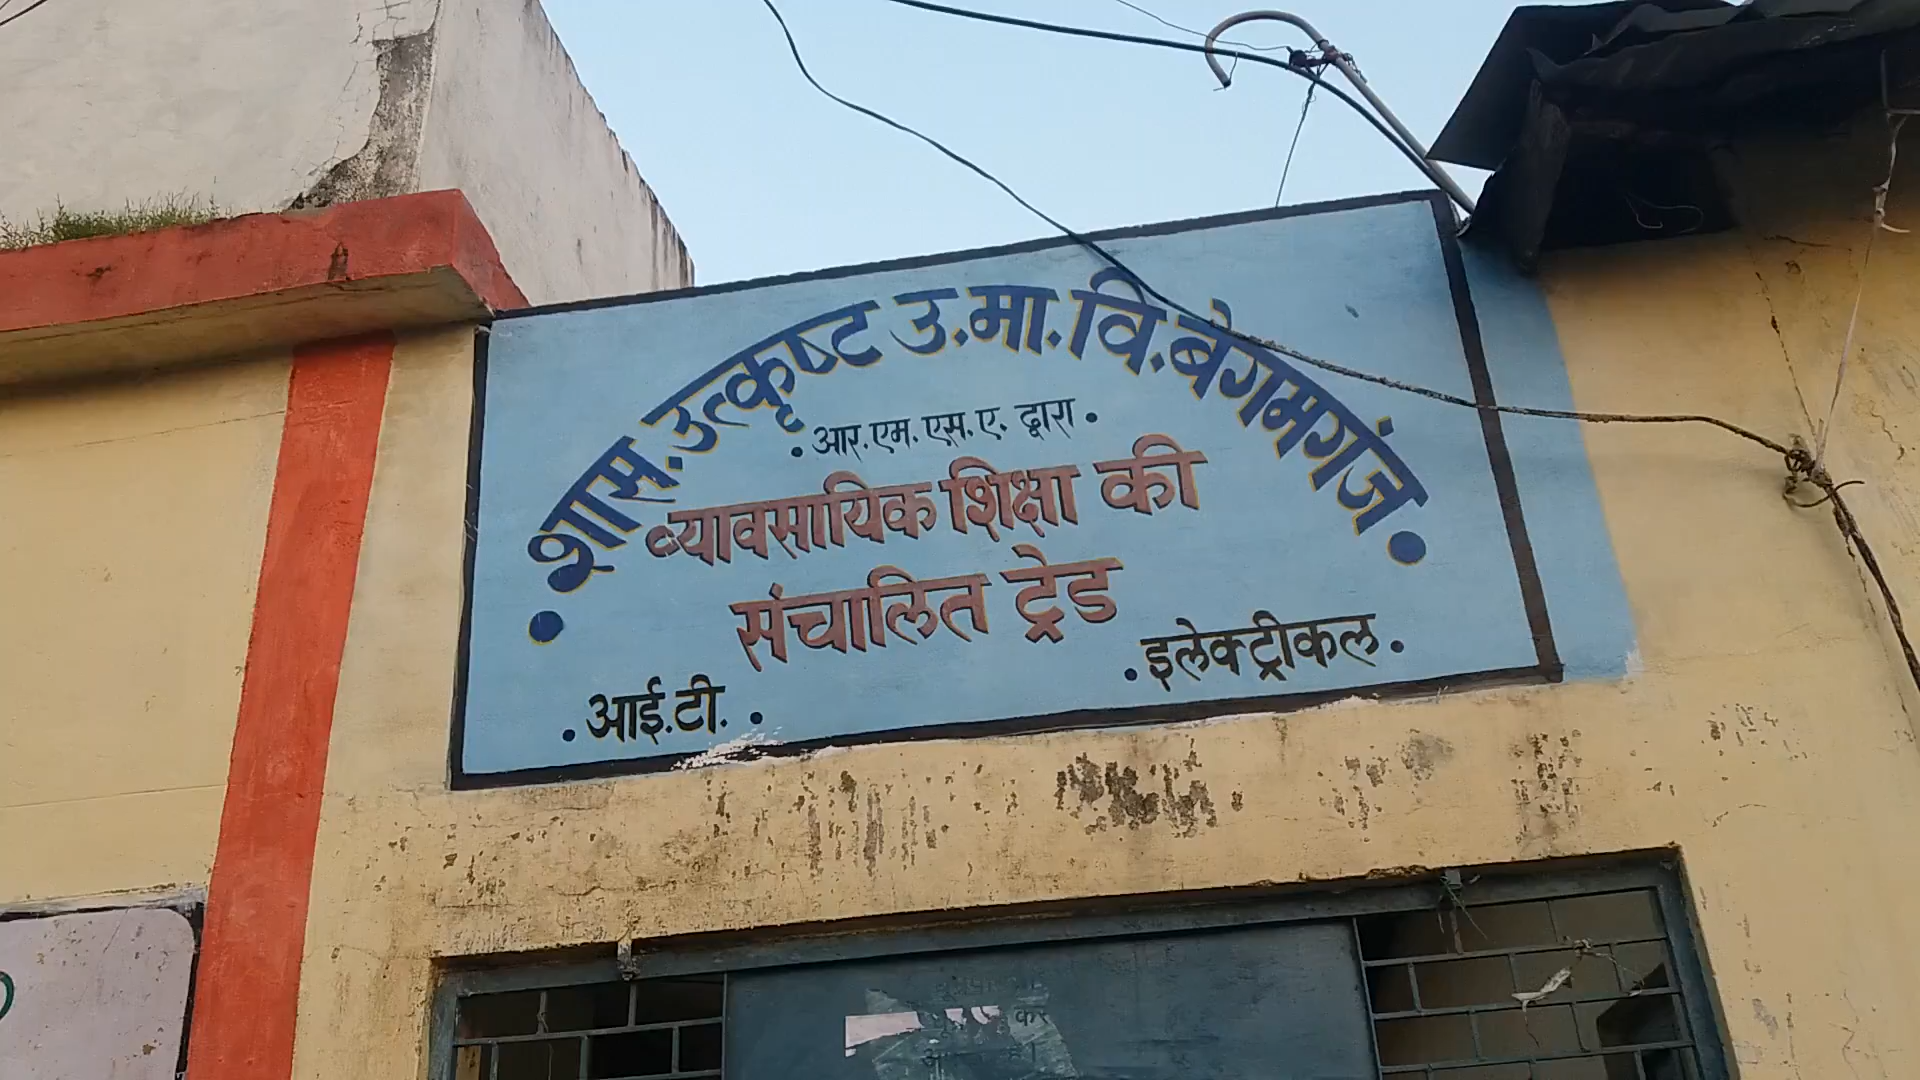 • शास. उत्कृष्ट उ.मा.वि. बेगमगंज •
• आर.एम. एस.ए. द्वारा •
व्यावसायिक शिक्षा की
संचालित ट्रेड
• आई.टी. •
• इलेक्ट्रीकल •